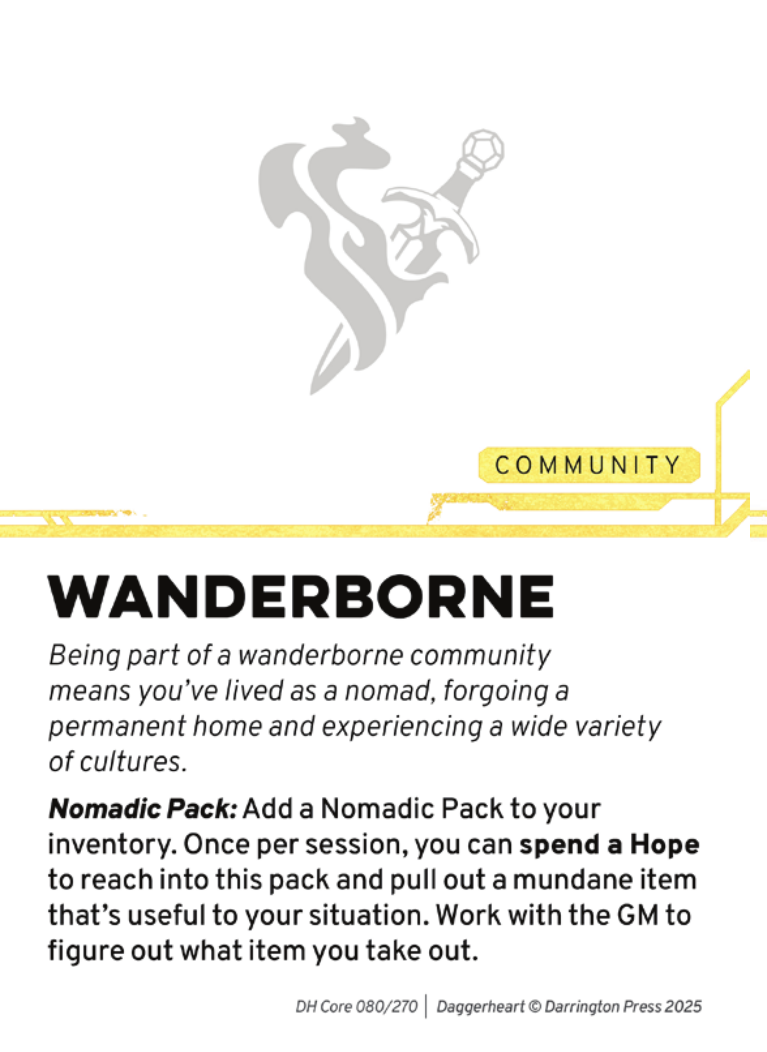 COMMUNITY
WANDERBORNE
Being part of a wanderborne community
means you’ve lived as a nomad, forgoing a
permanent home and experiencing a wide variety
of cultures.
Nomadic Pack: Add a Nomadic Pack to your
inventory. Once per session, you can spend a Hope
to reach into this pack and pull out a mundane item
that’s useful to your situation. Work with the GM to
figure out what item you take out.
DH Core 080/270 | Daggerheart © Darrington Press 2025